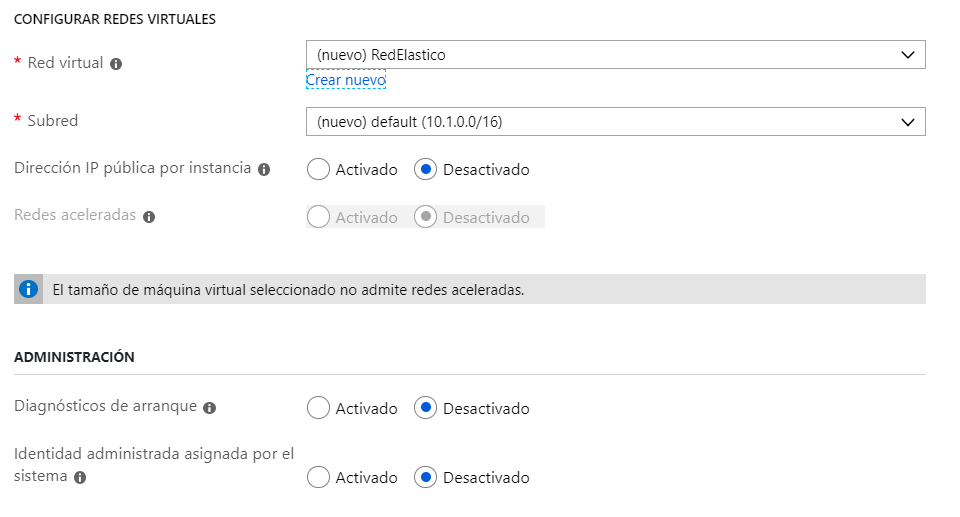 CONFIGURAR REDES VIRTUALES
* Red virtual
(nuevo) RedElastico
Crear nuevo
* Subred
(nuevo) default (10.1.0.0/16)
Dirección IP pública por instancia
Activado Desactivado
Redes aceleradas
Activado Desactivado
El tamaño de máquina virtual seleccionado no admite redes aceleradas.
ADMINISTRACIÓN
Diagnósticos de arranque
Activado Desactivado
Identidad administrada asignada por el
sistema
Activado Desactivado